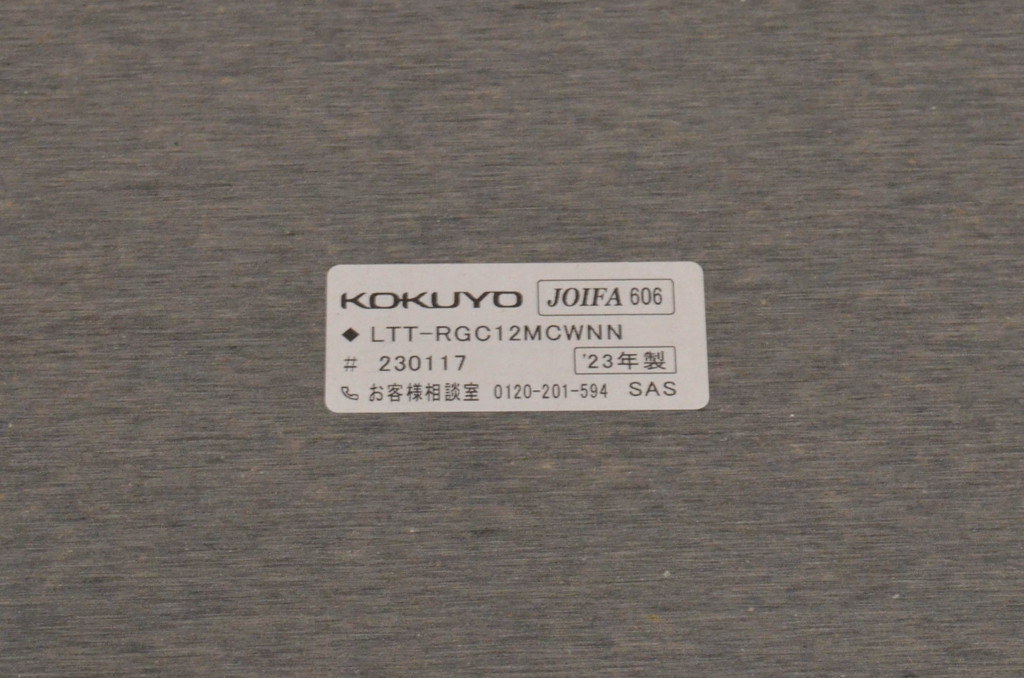 KOKUYO JOIFA 606
◆ LTT-RGC12MCWNN
# 230117 '23年製
お客様相談室 0120-201-594 SAS